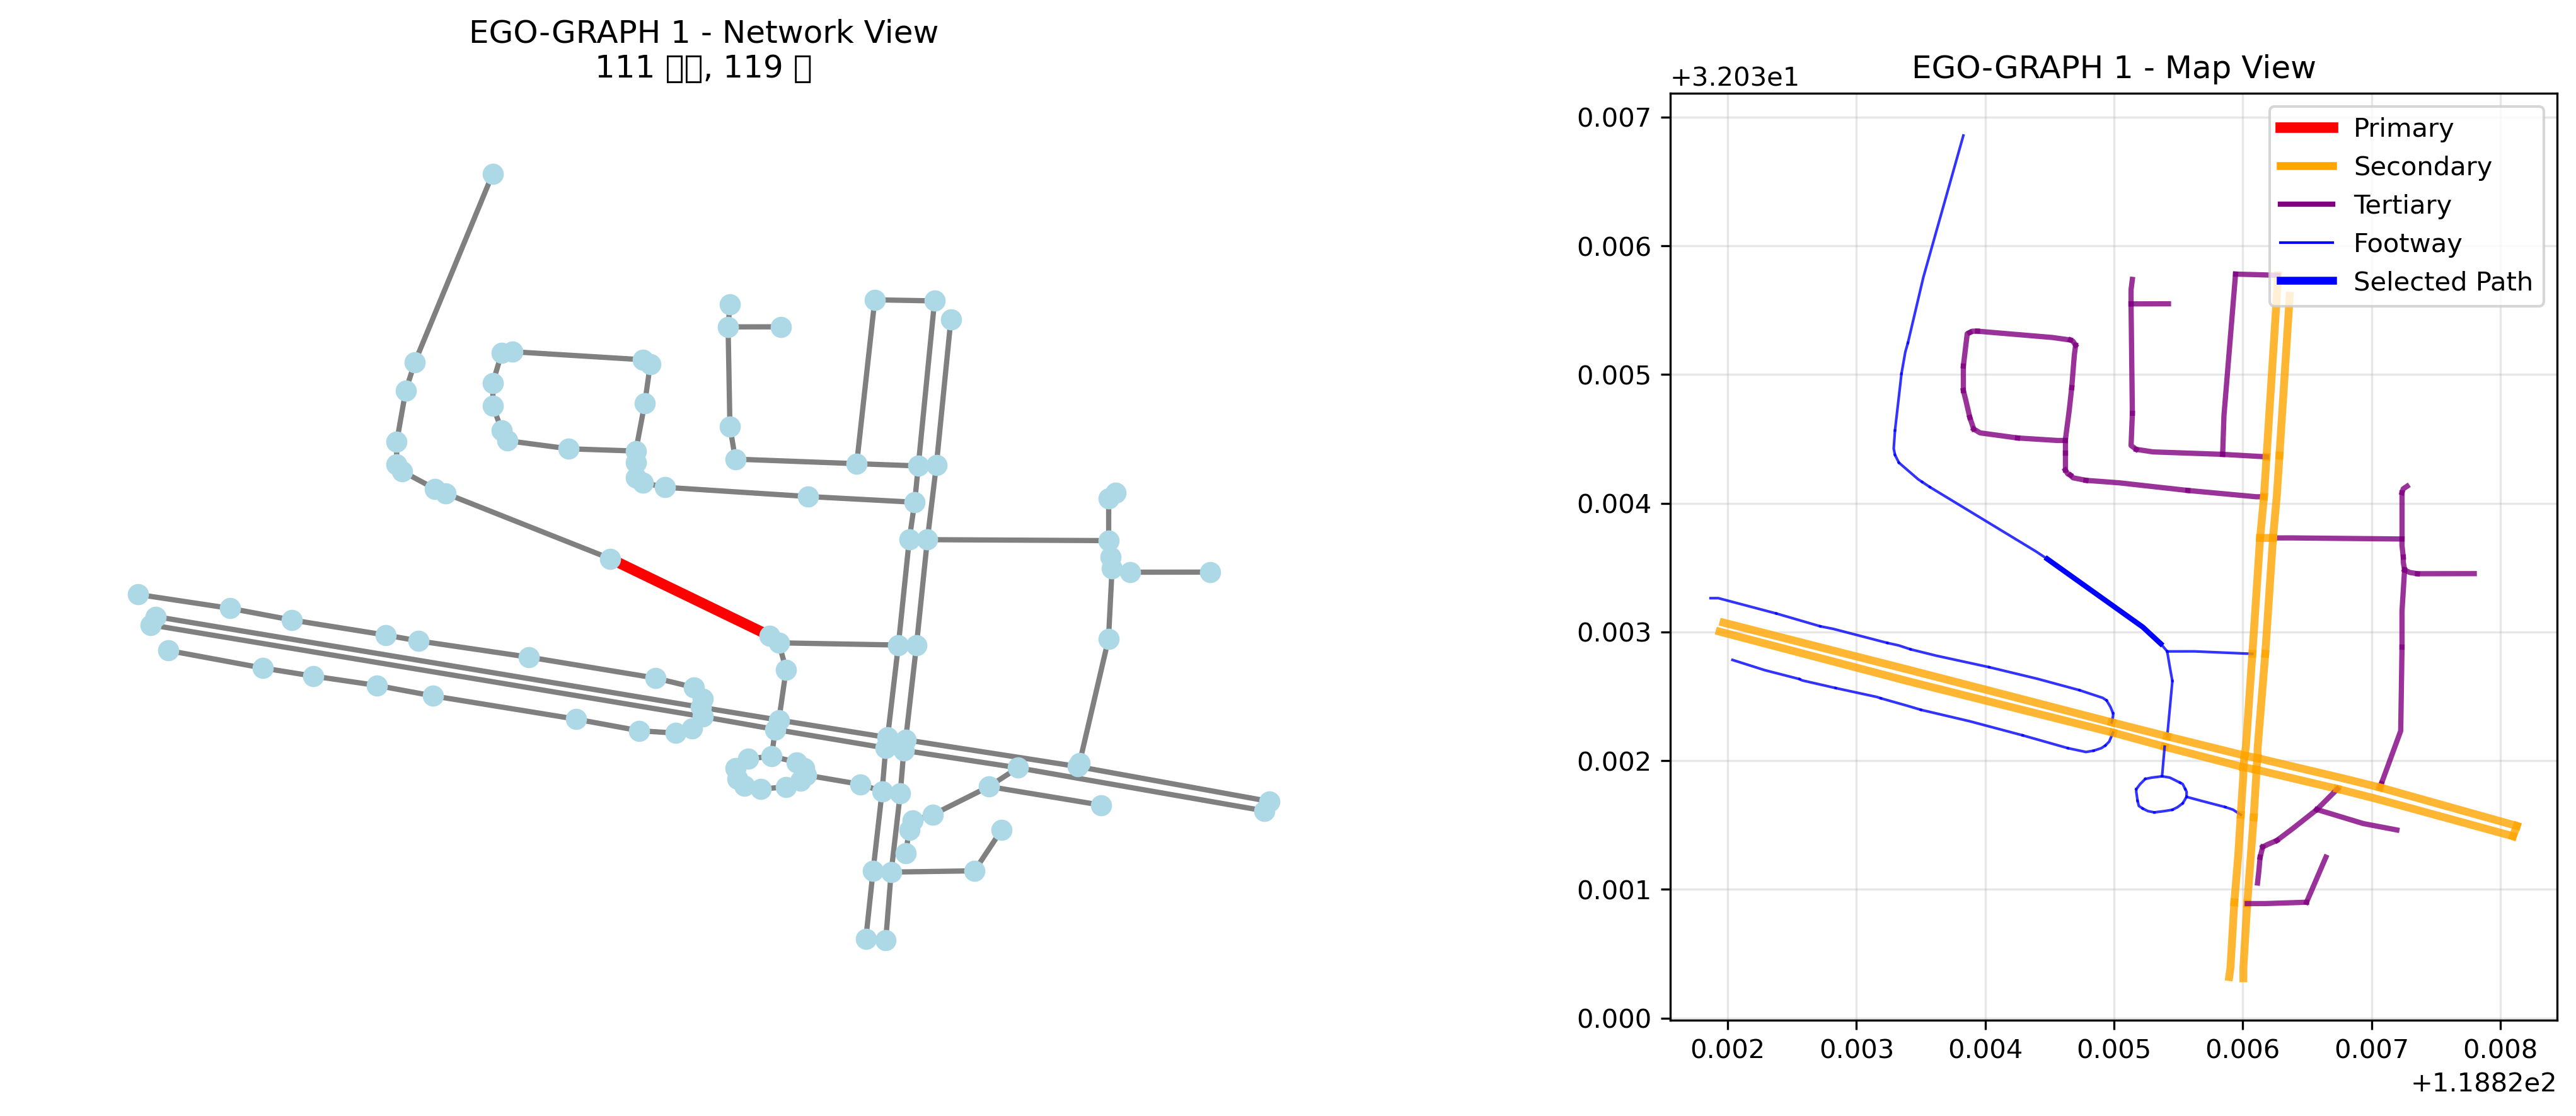 EGO-GRAPH 1 - Network View
111 , 119
EGO-GRAPH 1 - Map View
+3.203e1
0.007
0.006
0.005
0.004
0.003
0.002
0.001
0.000
Primary
Secondary
Tertiary
Footway
Selected Path
0.002 0.003 0.004 0.005 0.006 0.007 0.008
+1.1882e2